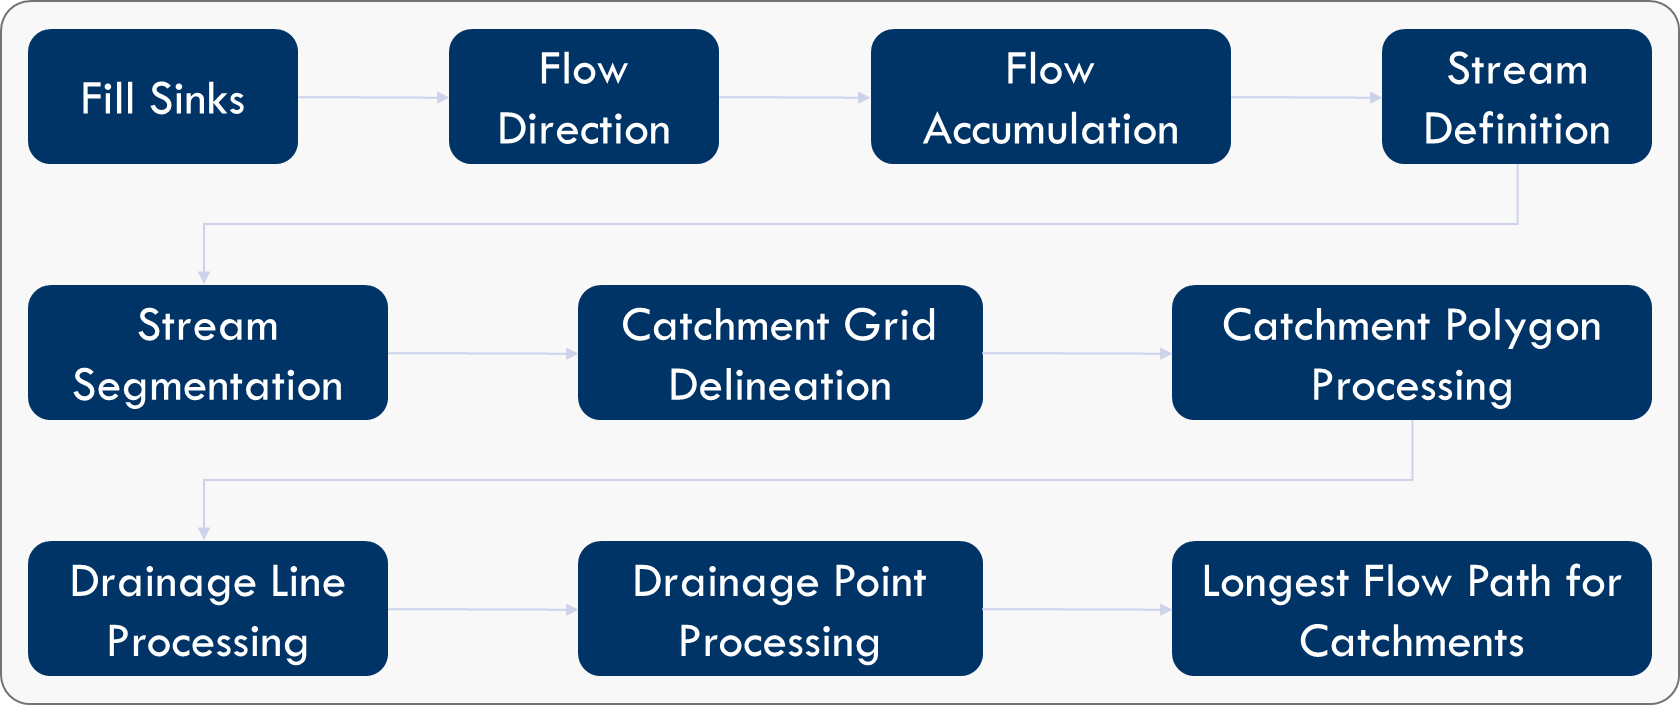 Fill Sinks
Flow
Direction
Flow
Accumulation
Stream
Definition
Stream
Segmentation
Catchment Grid
Delineation
Catchment Polygon
Processing
Drainage Line
Processing
Drainage Point
Processing
Longest Flow Path for
Catchments